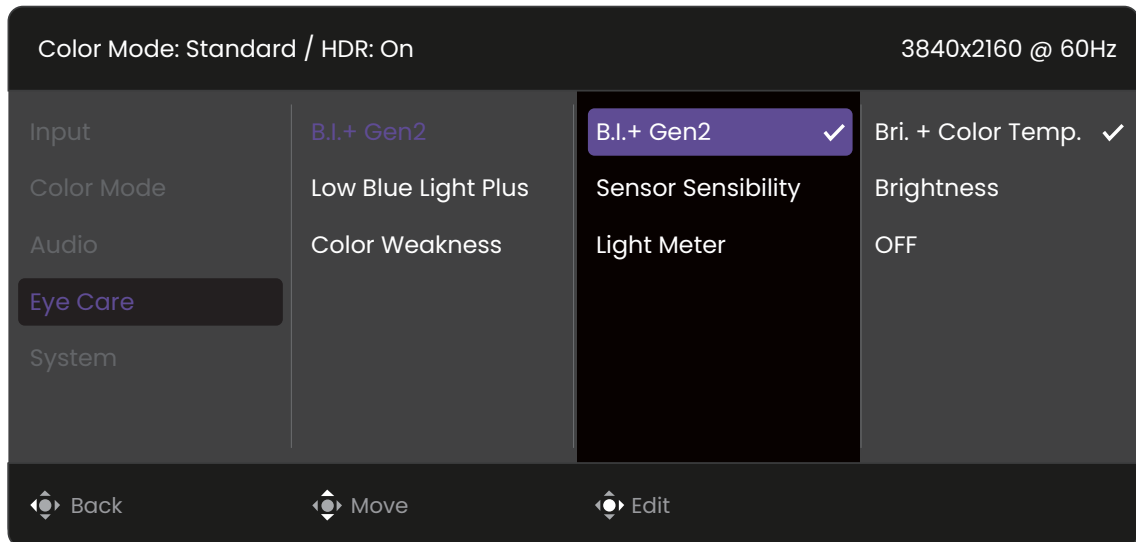 Color Mode: Standard / HDR: On
3840x2160 @ 60Hz
Input
Color Mode
Audio
Eye Care
System
B.I.+ Gen2
Low Blue Light Plus
Color Weakness
B.I.+ Gen2
Sensor Sensibility
Light Meter
Bri. + Color Temp.
Brightness
OFF
Back
Move
Edit